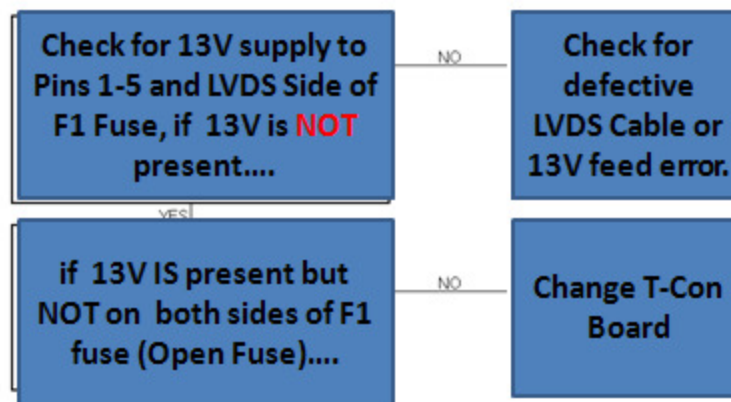 Check for 13V supply to
Pins 1-5 and LVDS Side of
F1 Fuse, if 13V is NOT
present....
NO
Check for
defective
LVDS Cable or
13V feed error.
YES
if 13V IS present but
NOT on both sides of F1
fuse (Open Fuse)....
NO
Change T-Con
Board